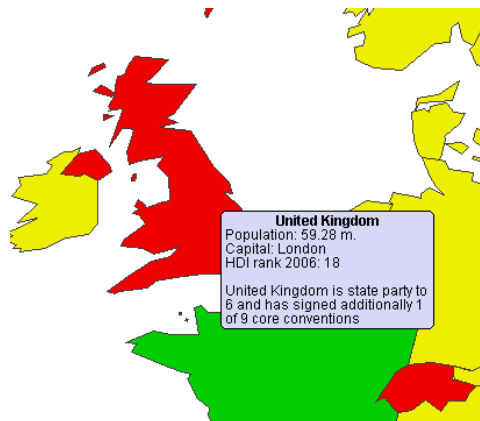 United Kingdom
Population: 59.28 m.
Capital: London
HDI rank 2006: 18
United Kingdom is state party to
6 and has signed additionally 1
of 9 core conventions